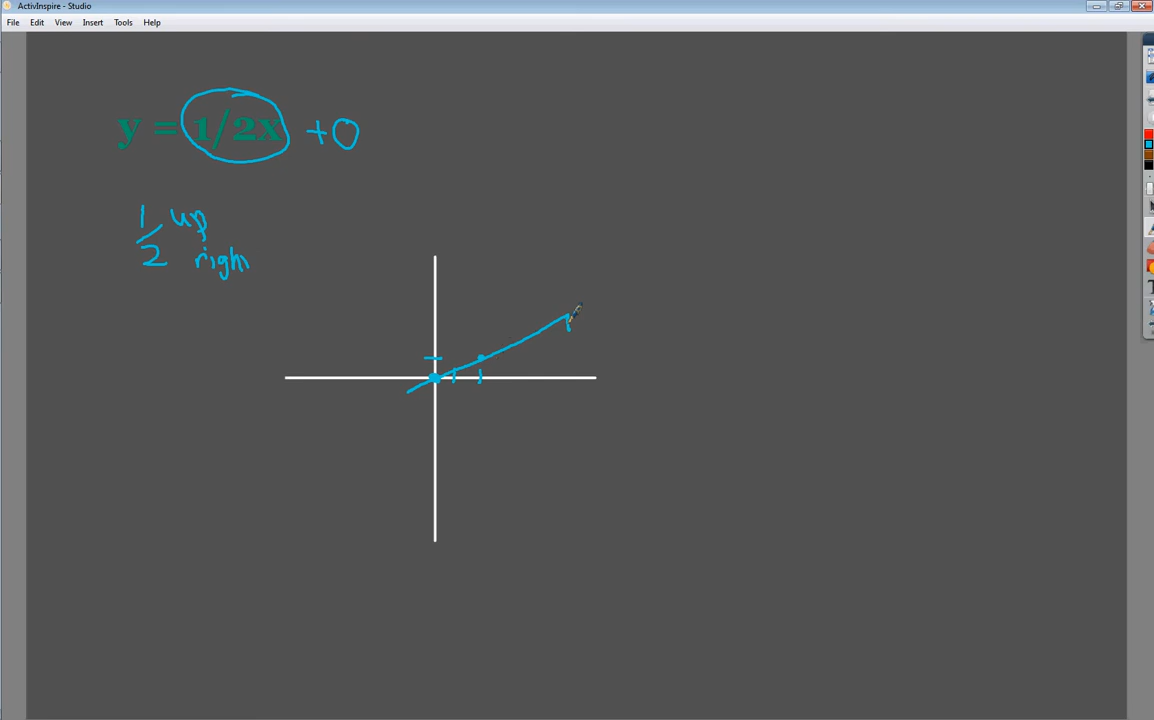 ActivInspire - Studio
File Edit View Insert Tools Help
y = 1/2x +0
1 up
2 right